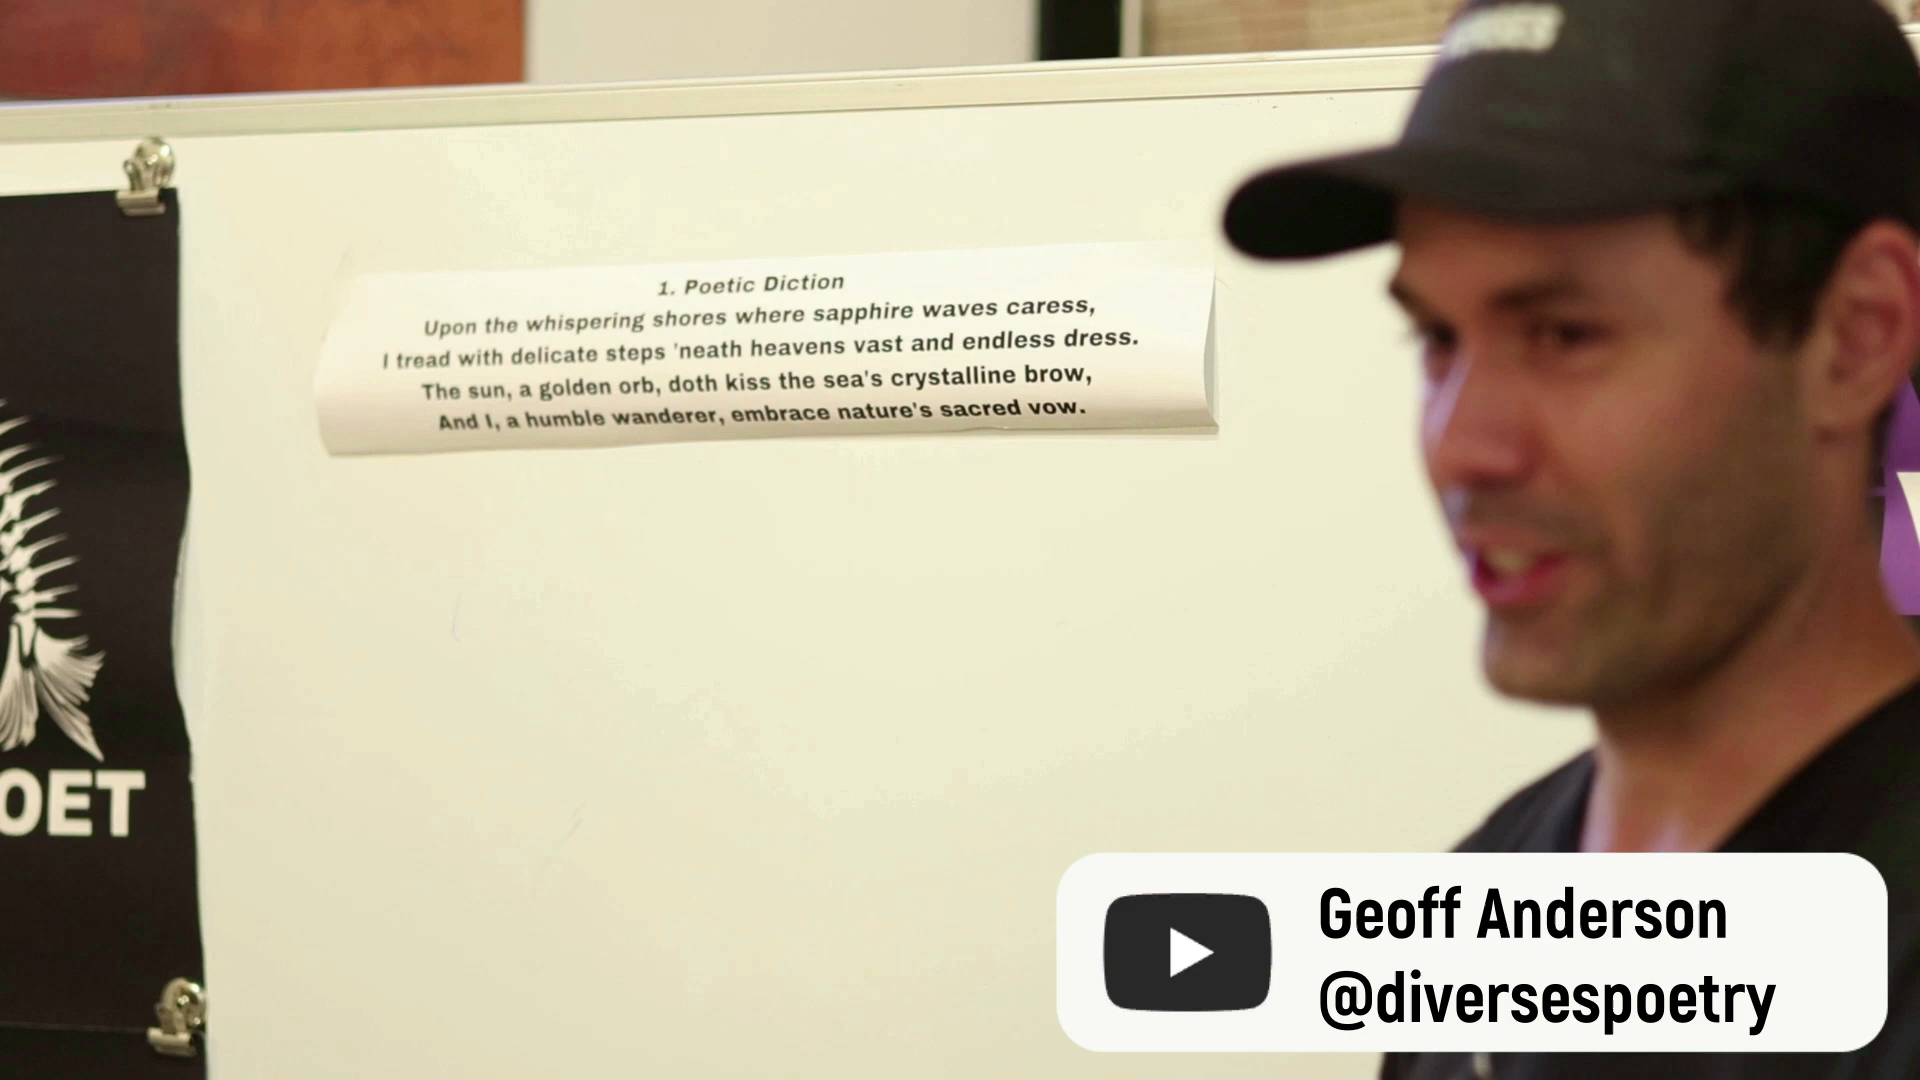 1. Poetic Diction
Upon the whispering shores where sapphire waves caress,
I tread with delicate steps 'neath heavens vast and endless dress.
The sun, a golden orb, doth kiss the sea's crystalline brow,
And I, a humble wanderer, embrace nature's sacred vow.
OET
Geoff Anderson
@diversespoetry